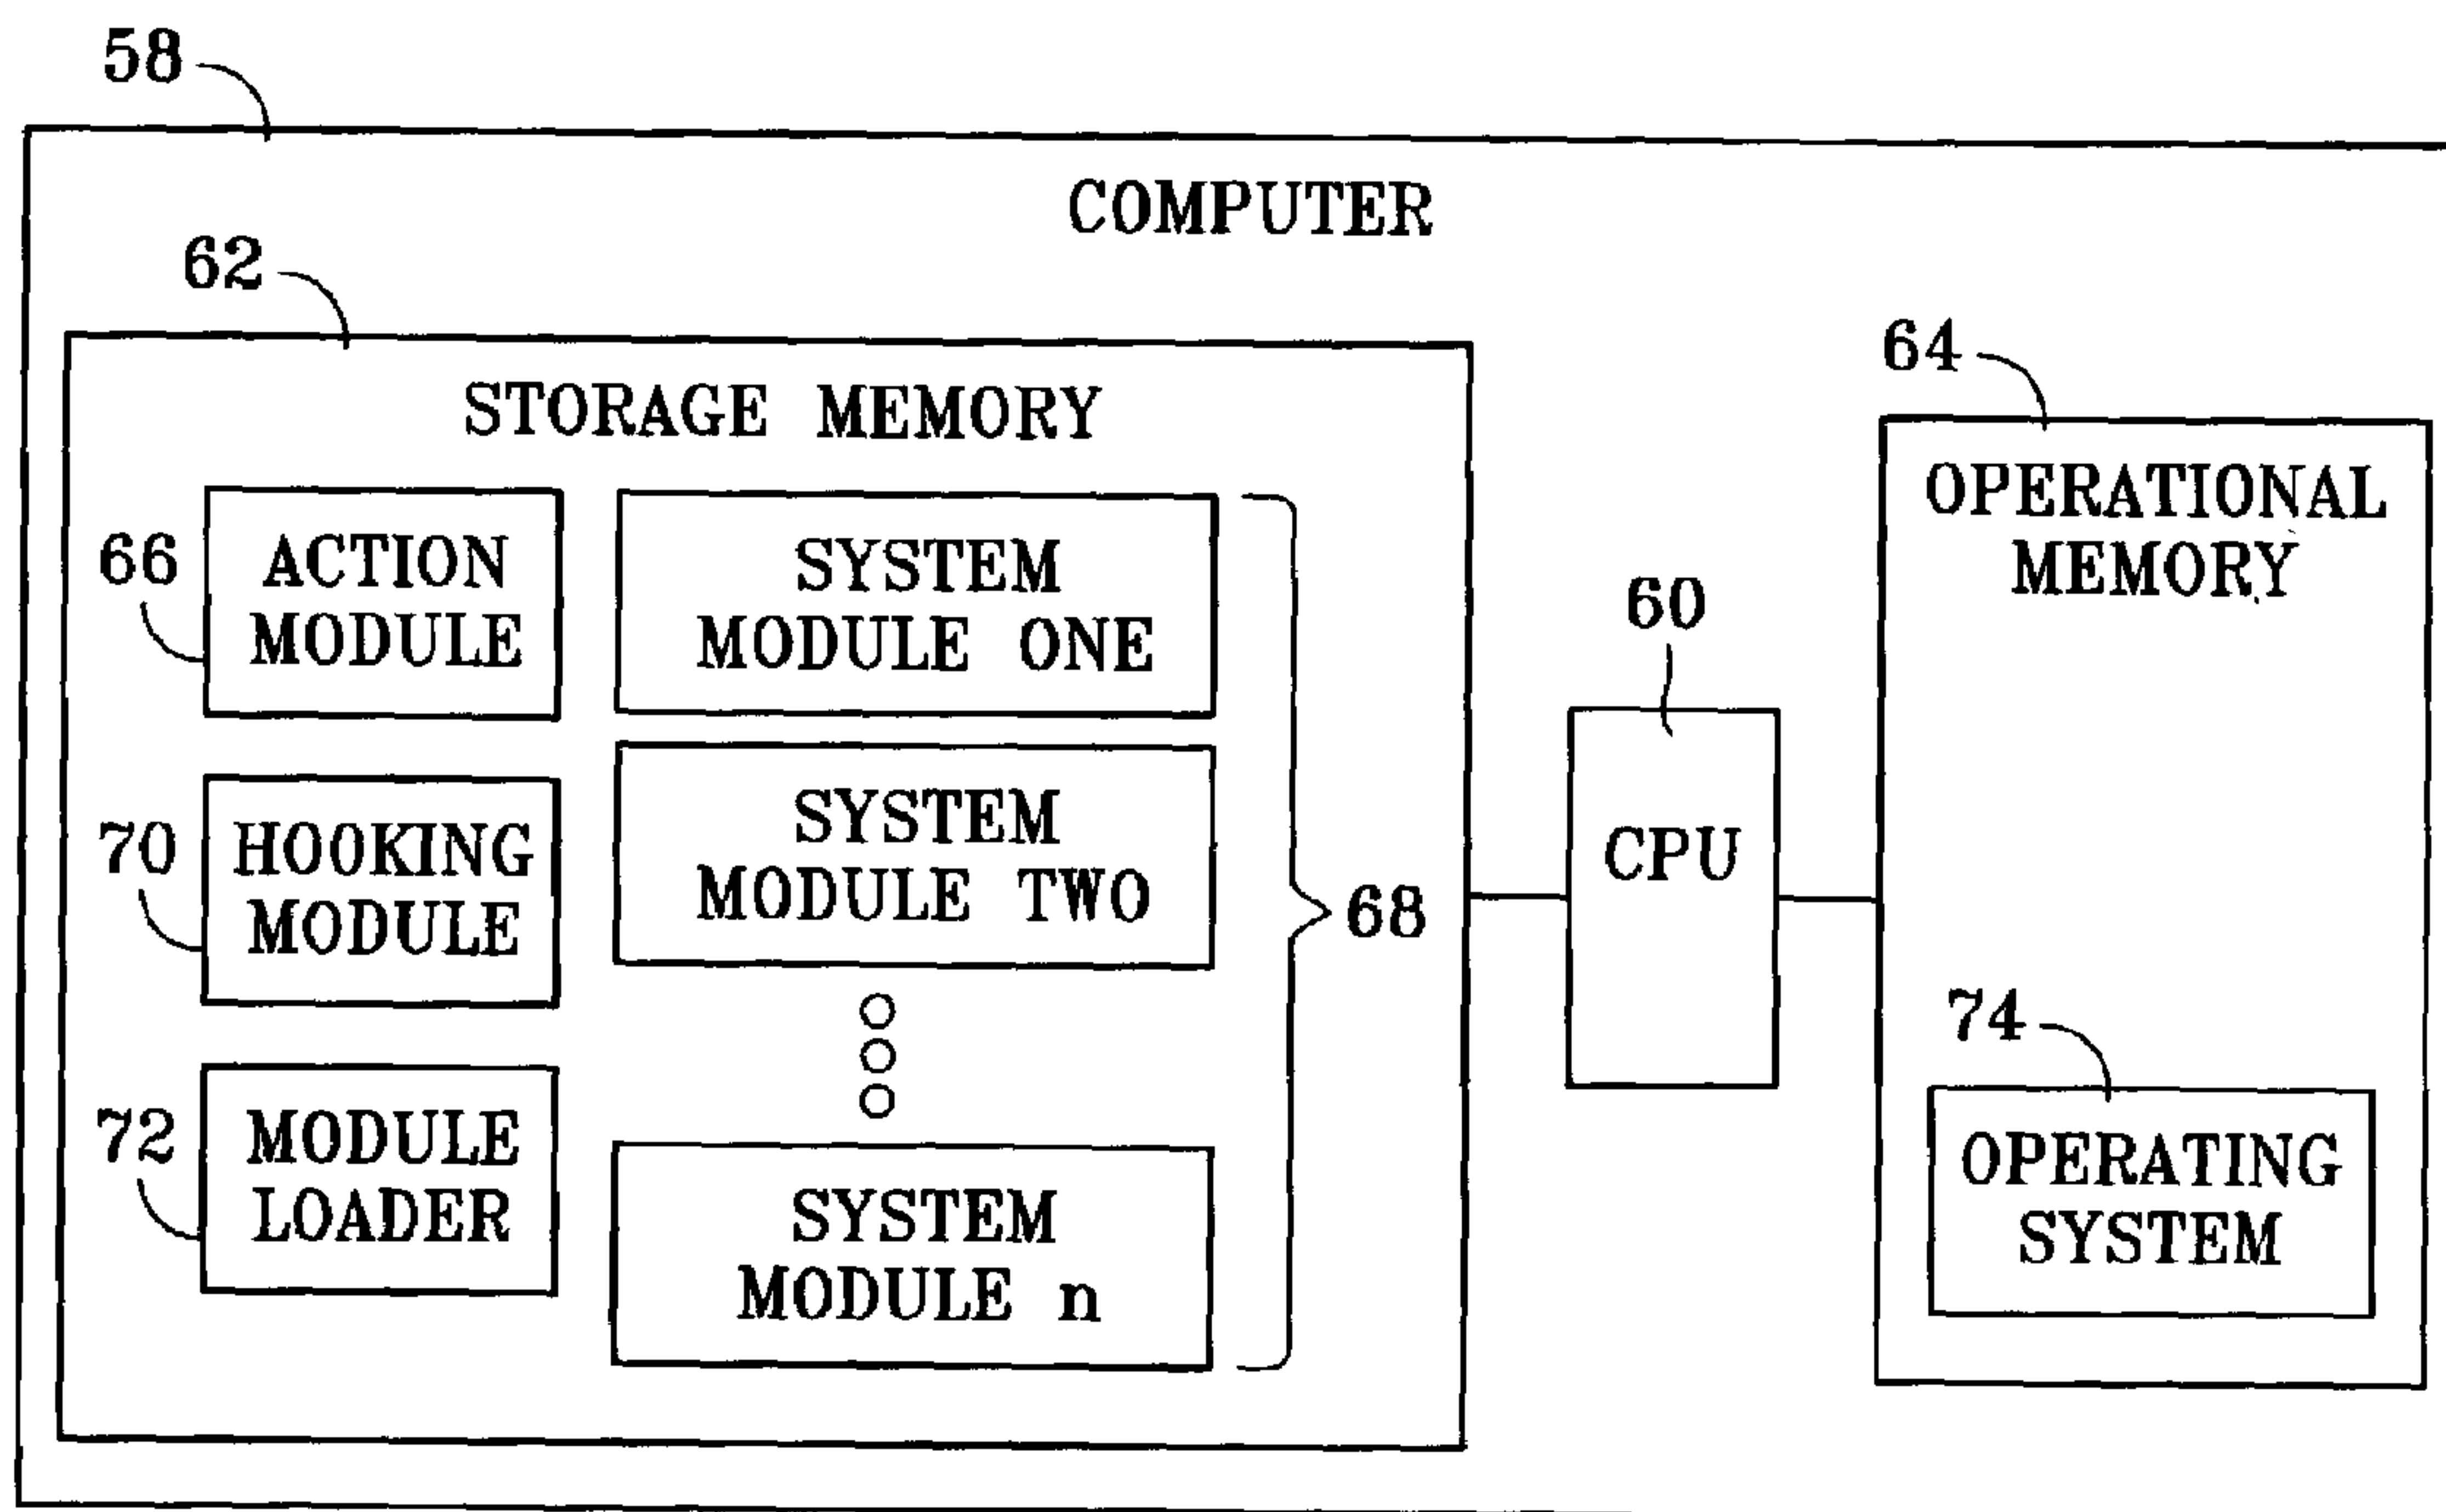 58
COMPUTER
62
STORAGE MEMORY
66
ACTION
MODULE
SYSTEM
MODULE ONE
70
HOOKING
MODULE
SYSTEM
MODULE TWO
72
MODULE
LOADER
SYSTEM
MODULE n
68
60
CPU
64
OPERATIONAL
MEMORY
74
OPERATING
SYSTEM